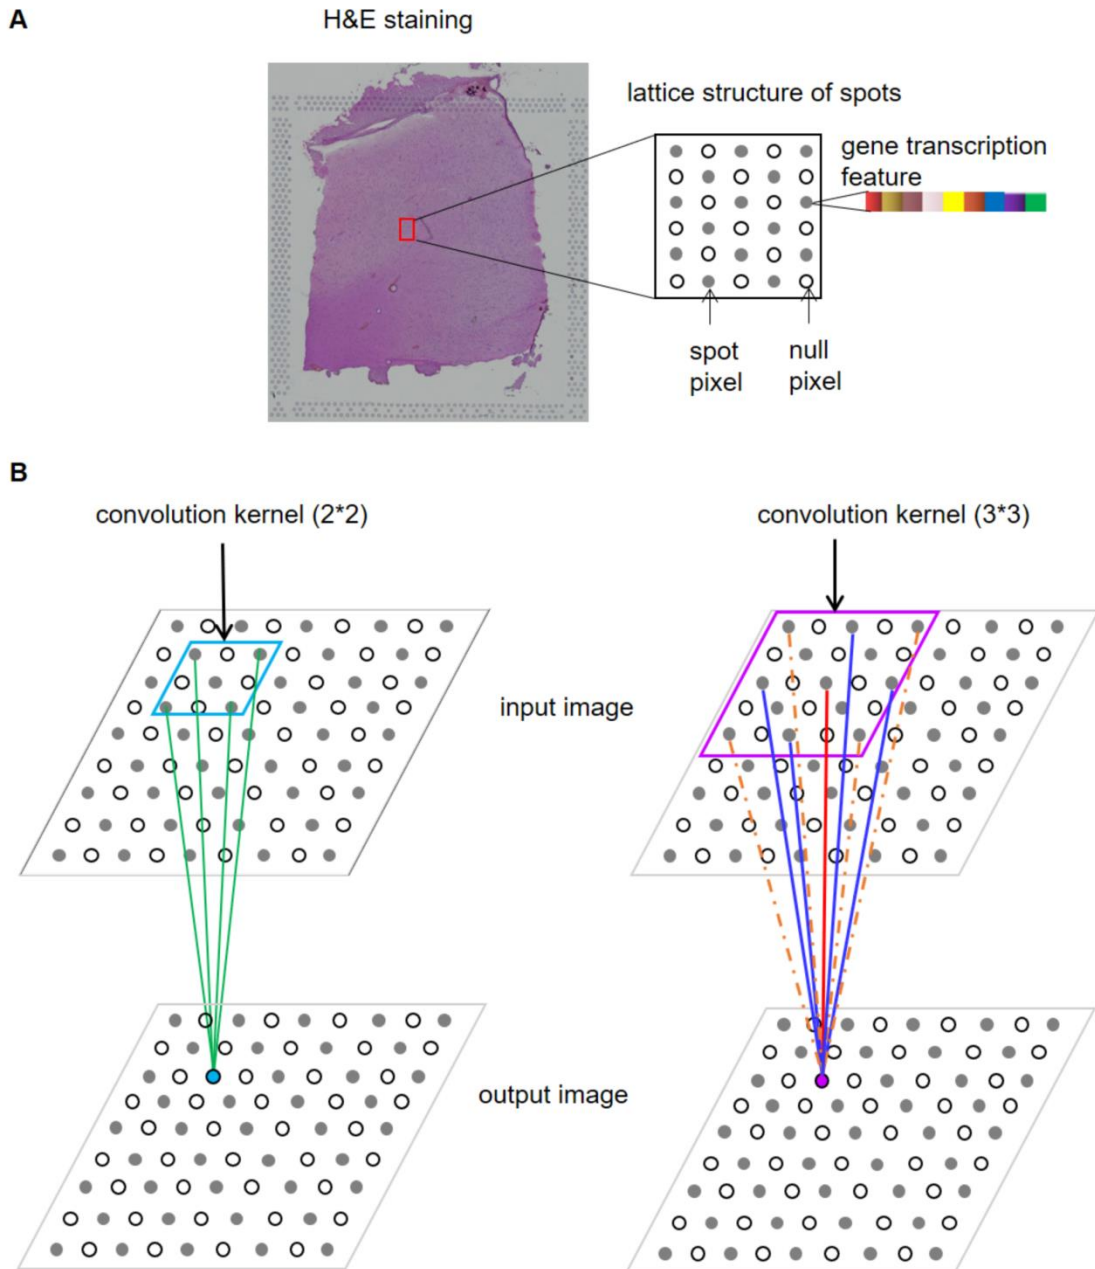 A
H&E staining
lattice structure of spots
gene transcription
feature
spot
pixel
null
pixel
B
convolution kernel (2*2)
convolution kernel (3*3)
input image
output image